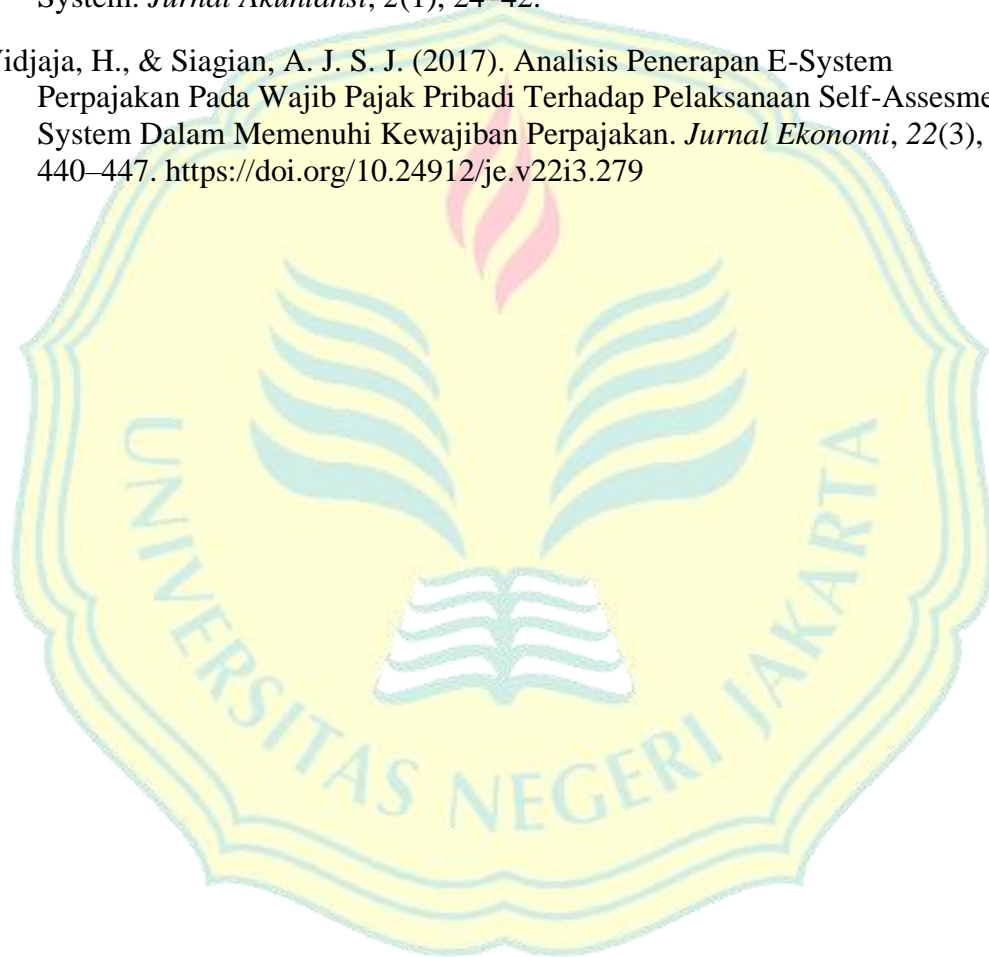 System. Jurnal Akuntansi, 2(1), 24–42.
idjaja, H., & Siagian, A. J. S. J. (2017). Analisis Penerapan E-System
Perpajakan Pada Wajib Pajak Pribadi Terhadap Pelaksanaan Self-Assesme
System Dalam Memenuhi Kewajiban Perpajakan. Jurnal Ekonomi, 22(3),
440–447. https://doi.org/10.24912/je.v22i3.279
UNIVERSITAS NEGERI JAKARTA